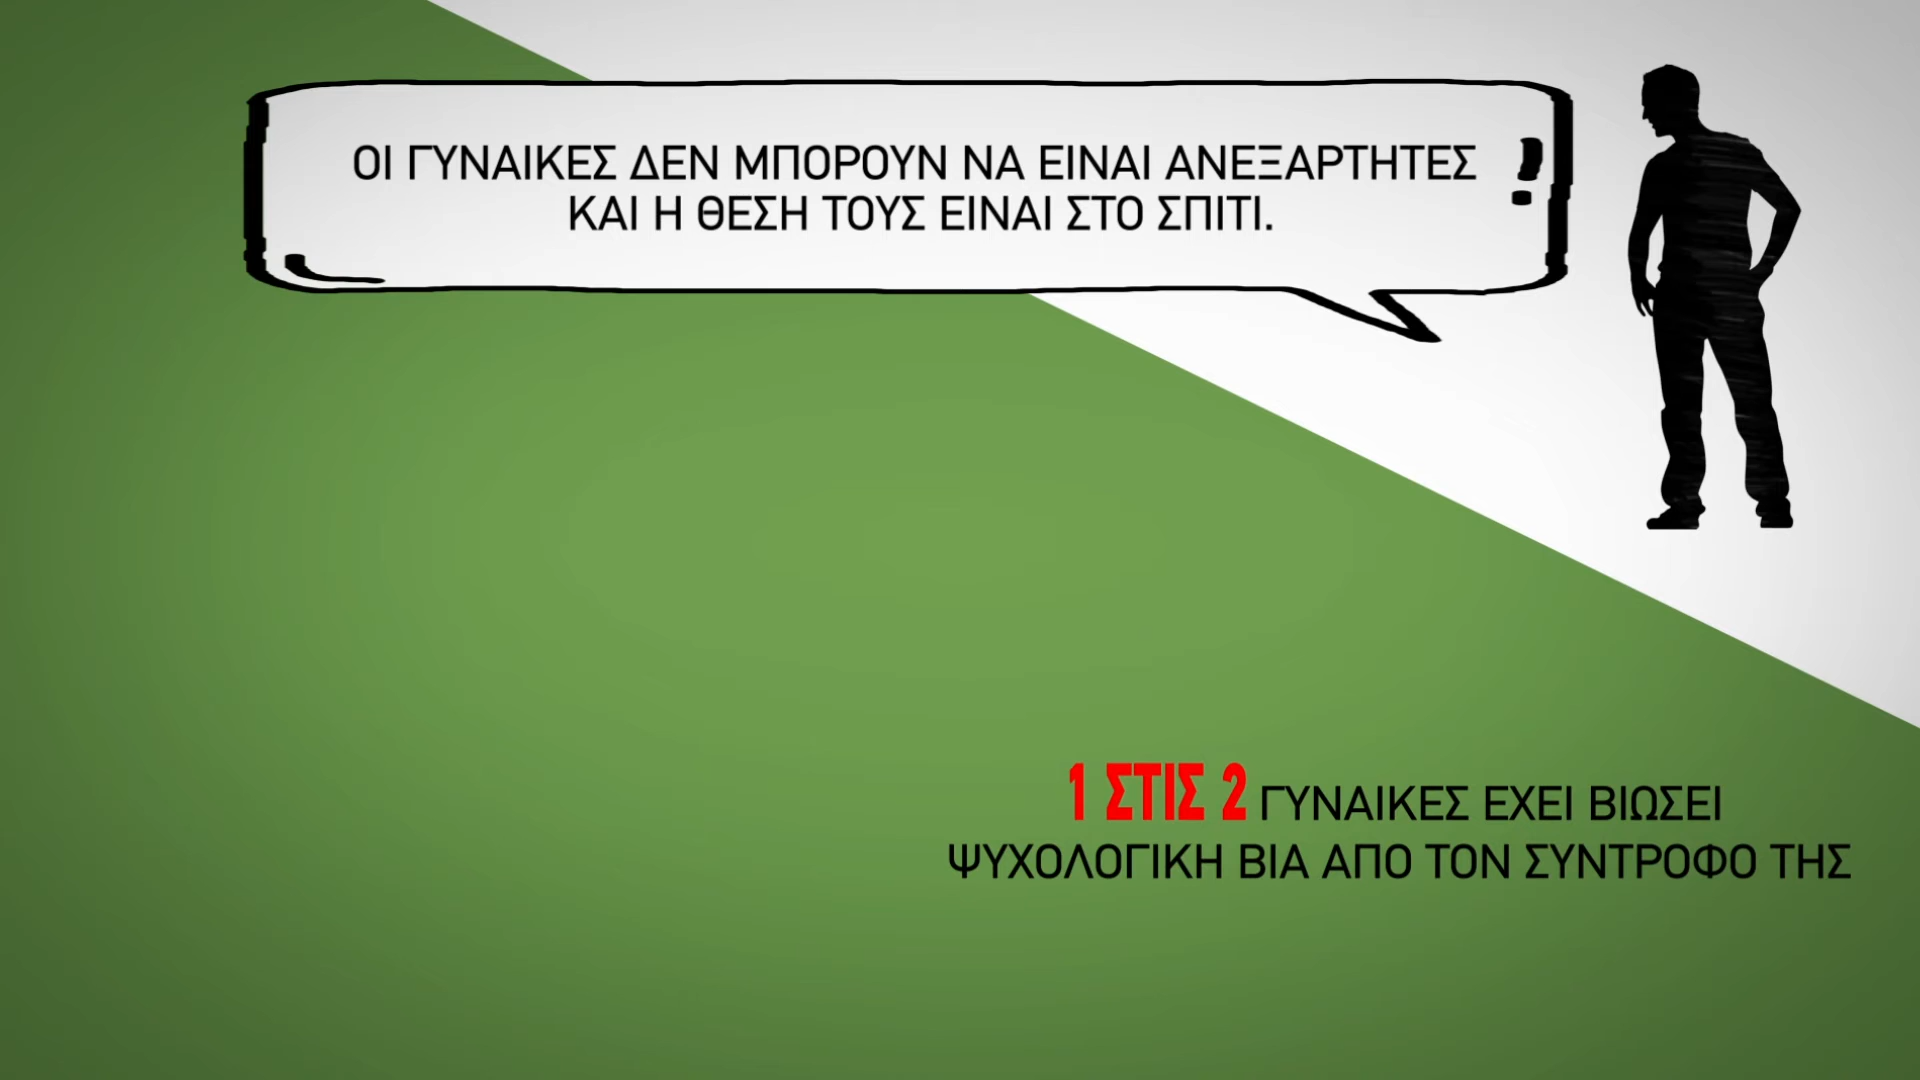 ΟΙ ΓΥΝΑΙΚΕΣ ΔΕΝ ΜΠΟΡΟΥΝ ΝΑ ΕΙΝΑΙ ΑΝΕΞΑΡΤΗΤΕΣ
ΚΑΙ Η ΘΕΣΗ ΤΟΥΣ ΕΙΝΑΙ ΣΤΟ ΣΠΙΤΙ.
1 ΣΤΙΣ 2 ΓΥΝΑΙΚΕΣ ΕΧΕΙ ΒΙΩΣΕΙ
ΨΥΧΟΛΟΓΙΚΗ ΒΙΑ ΑΠΟ ΤΟΝ ΣΥΝΤΡΟΦΟ ΤΗΣ